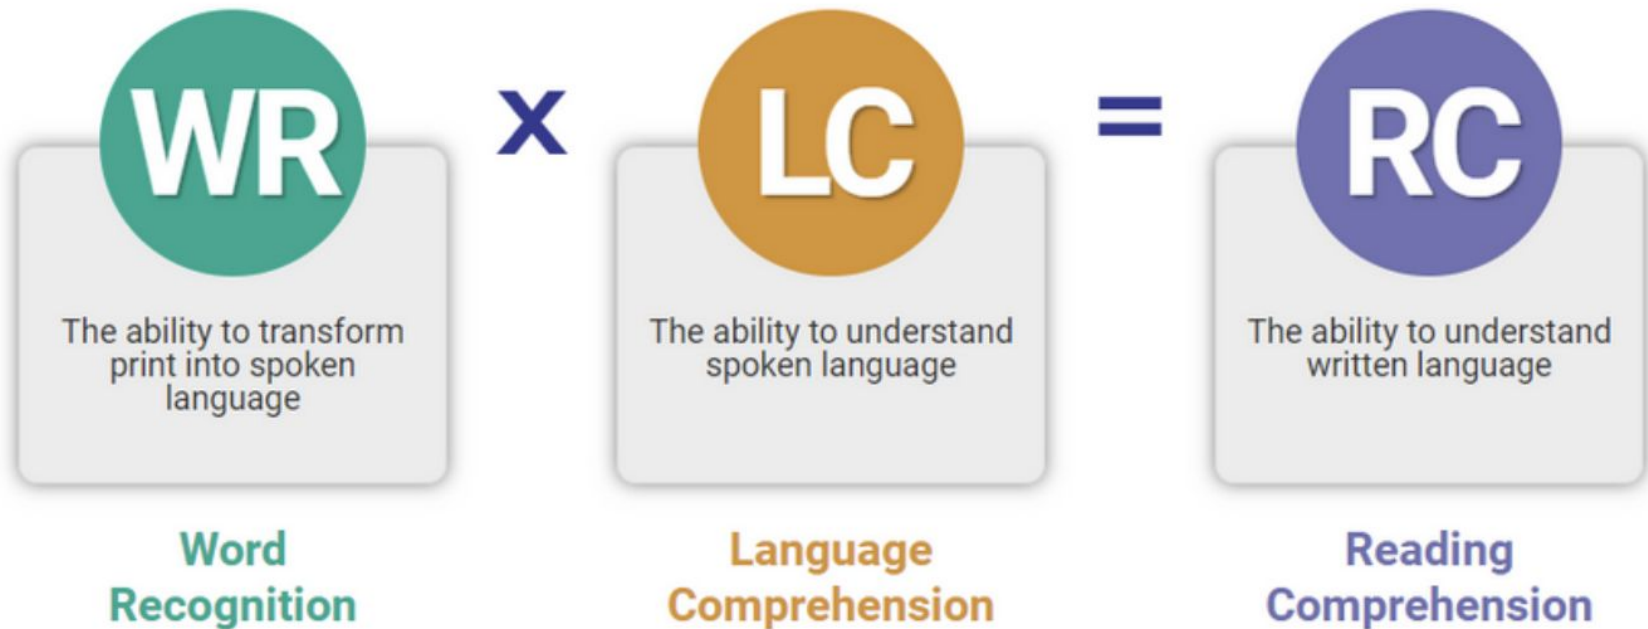 WR
x
LC
=
RC
The ability to transform
print into spoken
language
The ability to understand
spoken language
The ability to understand
written language
Word
Recognition
Language
Comprehension
Reading
Comprehension